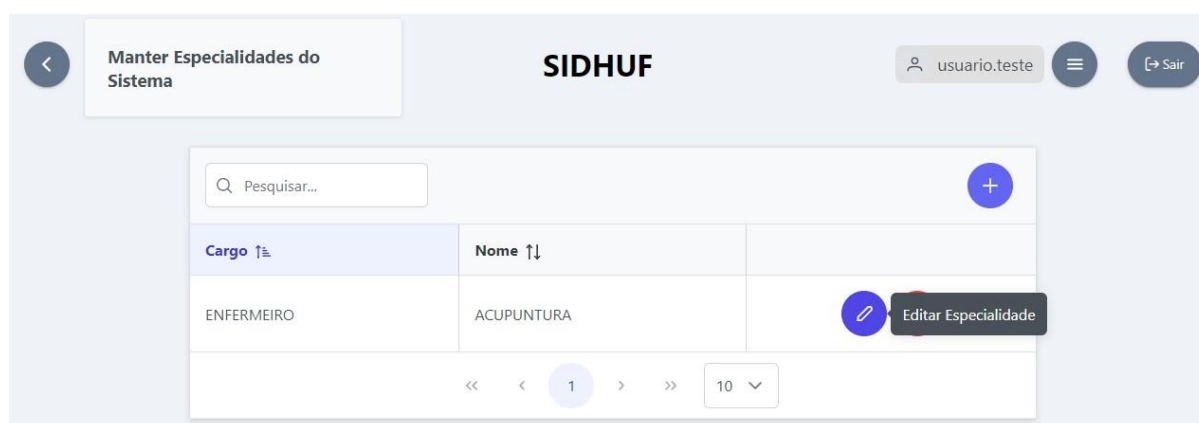 Manter Especialidades do
Sistema
SIDHUF
usuario.teste
Sair
Pesquisar...
Cargo
Nome
ENFERMEIRO
ACUPUNTURA
Editar Especialidade
1
10